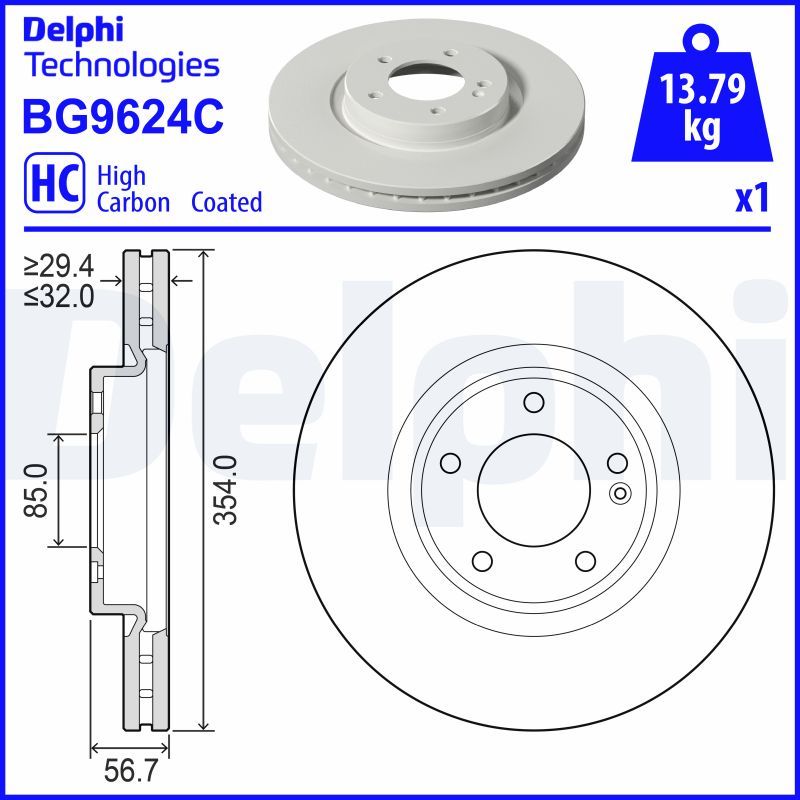 Delphi
Technologies
BG9624C
HC High
Carbon Coated
13.79
kg
x1
≥29.4
≤32.0
85.0
354.0
56.7
Delphi